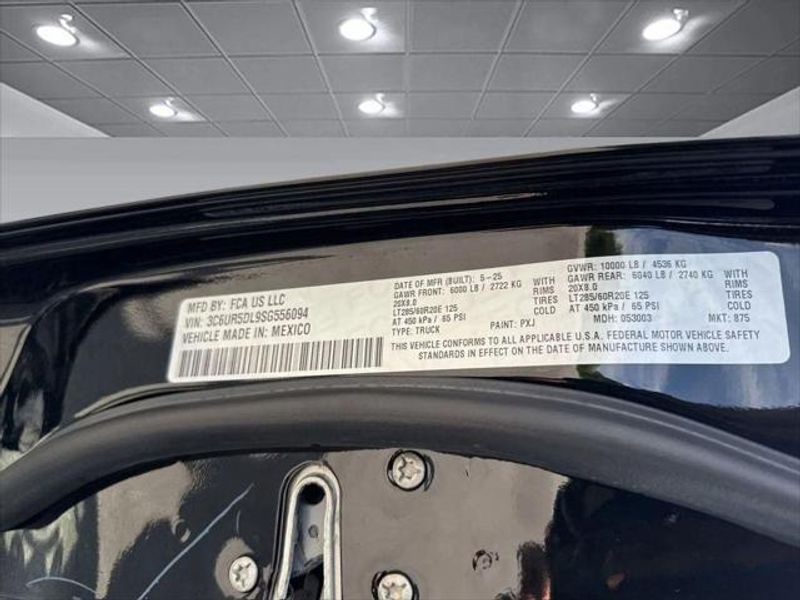 MFD BY: FCA US LLC
VIN: 3C6UR5DL9SG556094
VEHICLE MADE IN: MEXICO
DATE OF MFR (BUILT): 5-25
GAWR FRONT: 6000 LB / 2722 KG WITH
20X8.0 RIMS
LT285/60R20E 125 TIRES
AT 450 kPa / 65 PSI
TYPE: TRUCK PAINT: PXJ
GVWR: 10000 LB / 4536 KG
GAWR REAR: 6040 LB / 2740 KG WITH
20X8.0 RIMS
LT285/60R20E 125 TIRES
AT 450 kPa / 65 PSI
MDH: 053003 MKT: 875
THIS VEHICLE CONFORMS TO ALL APPLICABLE U.S.A. FEDERAL MOTOR VEHICLE SAFETY
STANDARDS IN EFFECT ON THE DATE OF MANUFACTURE SHOWN ABOVE.